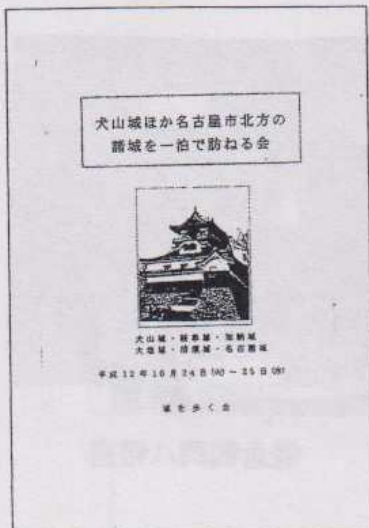 犬山城ほか名古屋市北方の
諸城を一泊で訪ねる会
犬山城・岐阜城・加納城
大垣城・清須城・名古屋城
平成12年10月24日(火)～25日(水)
城を歩く会